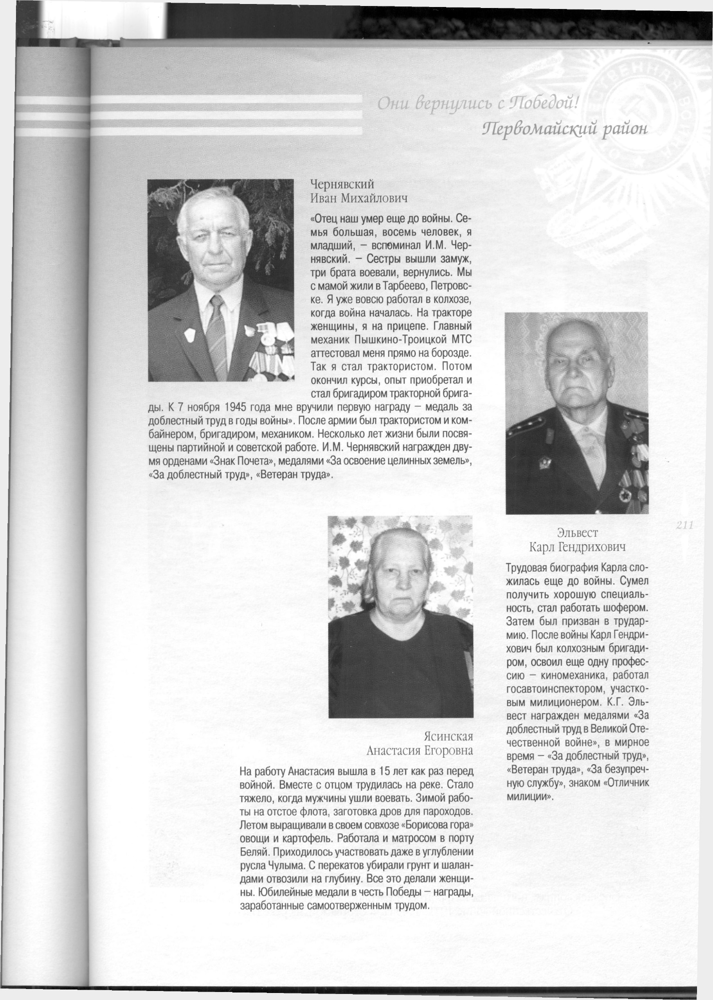 Они вернулись с Победой!
Первомайский район
Чернявский
Иван Михайлович
«Отец наш умер еще до войны. Се-
мья большая, восемь человек, я
младший, – вспоминал И.М. Чер-
нявский. – Сестры вышли замуж,
три брата воевали, вернулись. Мы
с мамой жили в Тарбеево, Петровс-
ке. Я уже вовсю работал в колхозе,
когда война началась. На тракторе
женщины, я на прицепе. Главный
механик Пышкино-Троицкой МТС
аттестовал меня прямо на борозде.
Так я стал трактористом. Потом
окончил курсы, опыт приобретал и
стал бригадиром тракторной брига-
ды. К 7 ноября 1945 года мне вручили первую награду – медаль за
доблестный труд в годы войны». После армии был трактористом и ком-
байнером, бригадиром, механиком. Несколько лет жизни были посвя-
щены партийной и советской работе. И.М. Чернявский награжден дву-
мя орденами «Знак Почета», медалями «За освоение целинных земель»,
«За доблестный труд», «Ветеран труда».
Эльвест
Карл Гендрихович
Трудовая биография Карла сло-
жилась еще до войны. Сумел
получить хорошую специаль-
ность, стал работать шофером.
Затем был призван в трудар-
мию. После войны Карл Гендри-
хович был колхозным бригади-
ром, освоил еще одну профес-
сию – киномеханика, работал
госавтоинспектором, участко-
вым милиционером. К.Г. Эль-
вест награжден медалями «За
доблестный труд в Великой Оте-
чественной войне», в мирное
время – «За доблестный труд»,
«Ветеран труда», «За безупреч-
ную службу», знаком «Отличник
милиции».
211
Ясинская
Анастасия Егоровна
На работу Анастасия вышла в 15 лет как раз перед
войной. Вместе с отцом трудилась на реке. Стало
тяжело, когда мужчины ушли воевать. Зимой рабо-
ты на отстое флота, заготовка дров для пароходов.
Летом выращивали в своем совхозе «Борисова гора»
овощи и картофель. Работала и матросом в порту
Беляй. Приходилось участвовать даже в углублении
русла Чулыма. С перекатов убирали грунт и шалан-
дами отвозили на глубину. Все это делали женщи-
ны. Юбилейные медали в честь Победы – награды,
заработанные самоотверженным трудом.